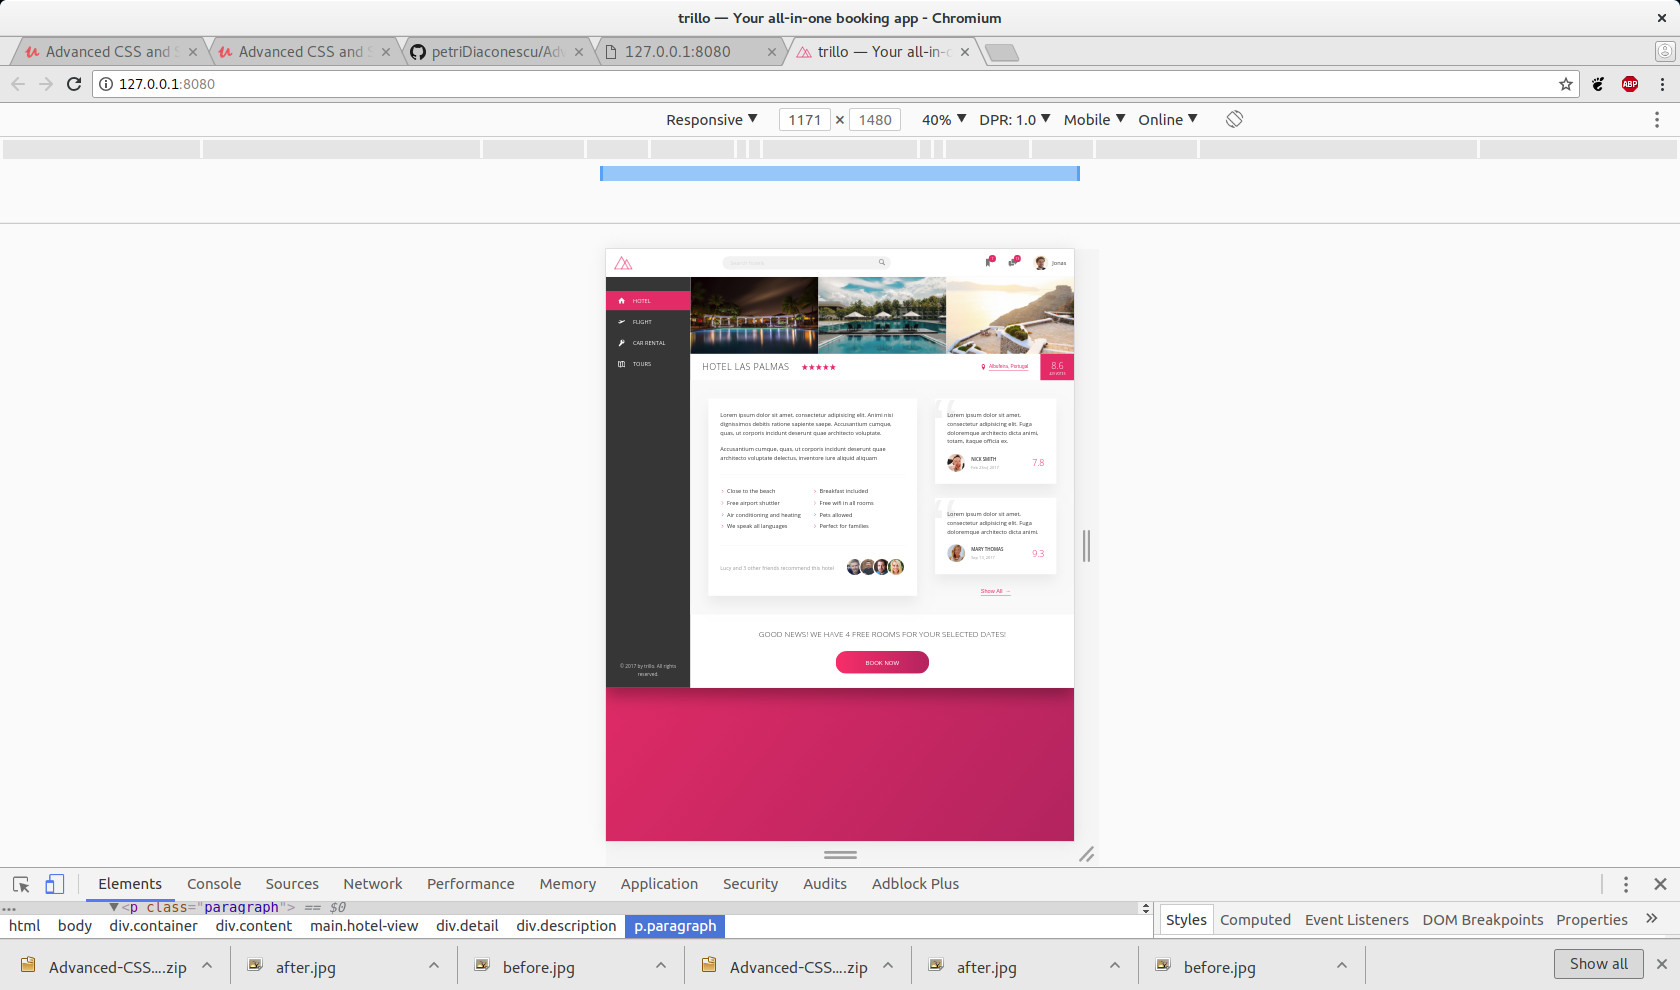 trillo — Your all-in-one booking app - Chromium
Advanced CSS and S
Advanced CSS and S
petriDiaconescu/Adv
127.0.0.1:8080
trillo — Your all-in-o
127.0.0.1:8080
ABP
Responsive ▼ 1171 × 1480 40% ▼ DPR: 1.0 ▼ Mobile ▼ Online ▼
Jonas
HOTEL
FLIGHT
CAR RENTAL
TOURS
HOTEL LAS PALMAS ★★★★★
Albufeira, Portugal
8.6
Lorem ipsum dolor sit amet, consectetur adipisicing elit. Animi nisi
dignissimos debitis ratione sapiente saepe. Accusantium cumque,
quas, ut corporis incidunt deserunt quae architecto voluptate.
Accusantium cumque, quas, ut corporis incidunt deserunt quae
architecto voluptate delectus, inventore iure aliquid aliquam
Close to the beach
Breakfast included
Free airport shuttler
Free wifi in all rooms
Air conditioning and heating
Pets allowed
We speak all languages
Perfect for families
Lucy and 3 other friends recommend this hotel
Lorem ipsum dolor sit amet,
consectetur adipisicing elit. Fuga
doloremque architecto dicta animi,
totam, itaque officia ex.
NICK SMITH
Feb 23rd, 2017
7.8
Lorem ipsum dolor sit amet,
consectetur adipisicing elit. Fuga
doloremque architecto dicta animi.
MARY THOMAS
Sep 13, 2017
9.3
Show All →
GOOD NEWS! WE HAVE 4 FREE ROOMS FOR YOUR SELECTED DATES!
BOOK NOW
© 2017 by trillo. All rights
reserved.
Elements Console Sources Network Performance Memory Application Security Audits Adblock Plus
... ▼<p class="paragraph"> == $0
html body div.container div.content main.hotel-view div.detail div.description p.paragraph
Styles Computed Event Listeners DOM Breakpoints Properties »
Advanced-CSS....zip
after.jpg
before.jpg
Advanced-CSS....zip
after.jpg
before.jpg
Show all